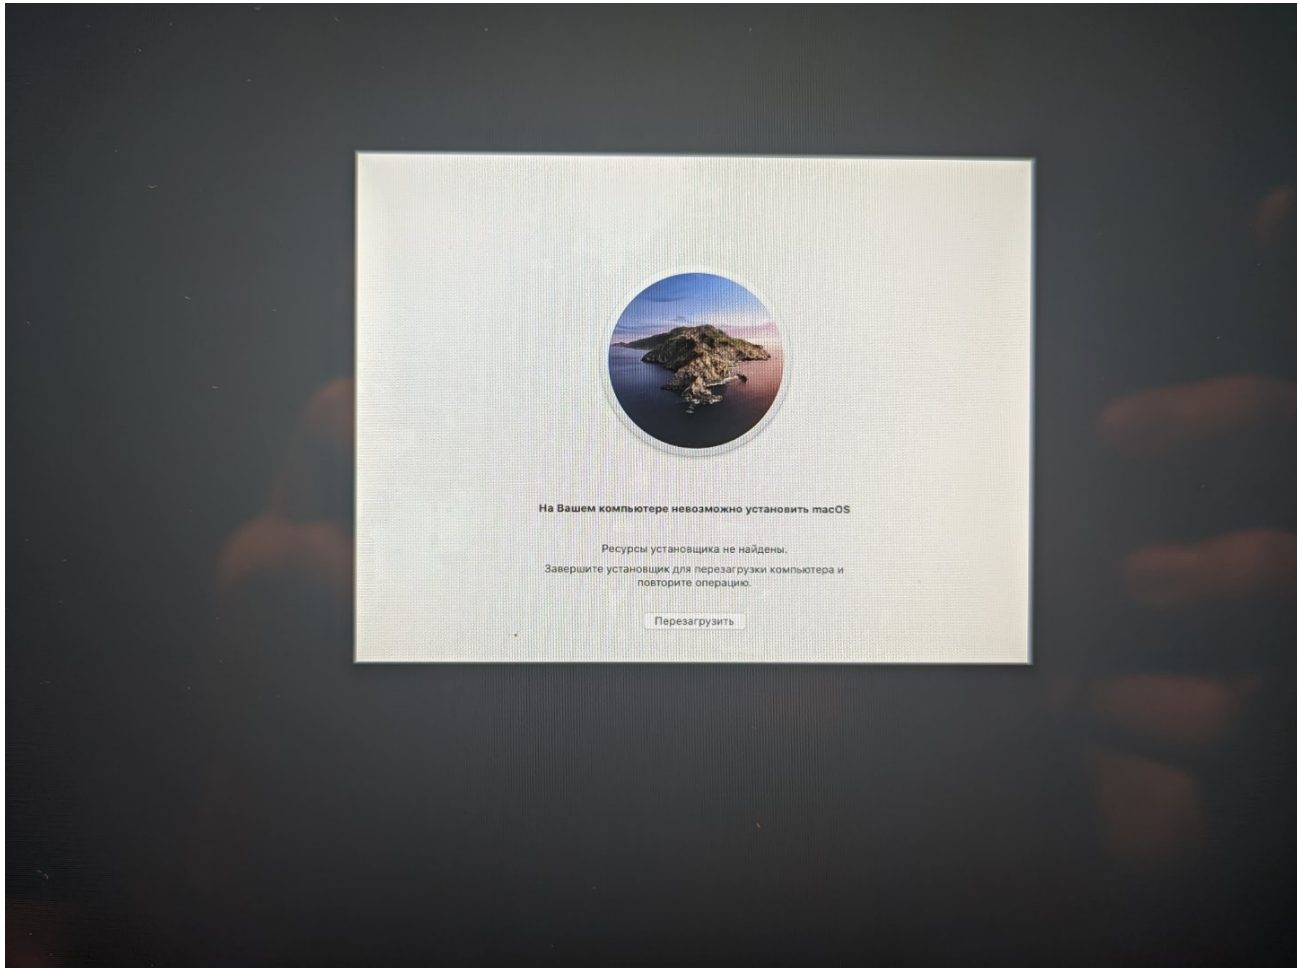 На Вашем компьютере невозможно установить macOS
Ресурсы установщика не найдены.
Завершите установщик для перезагрузки компьютера и
повторите операцию.
Перезагрузить